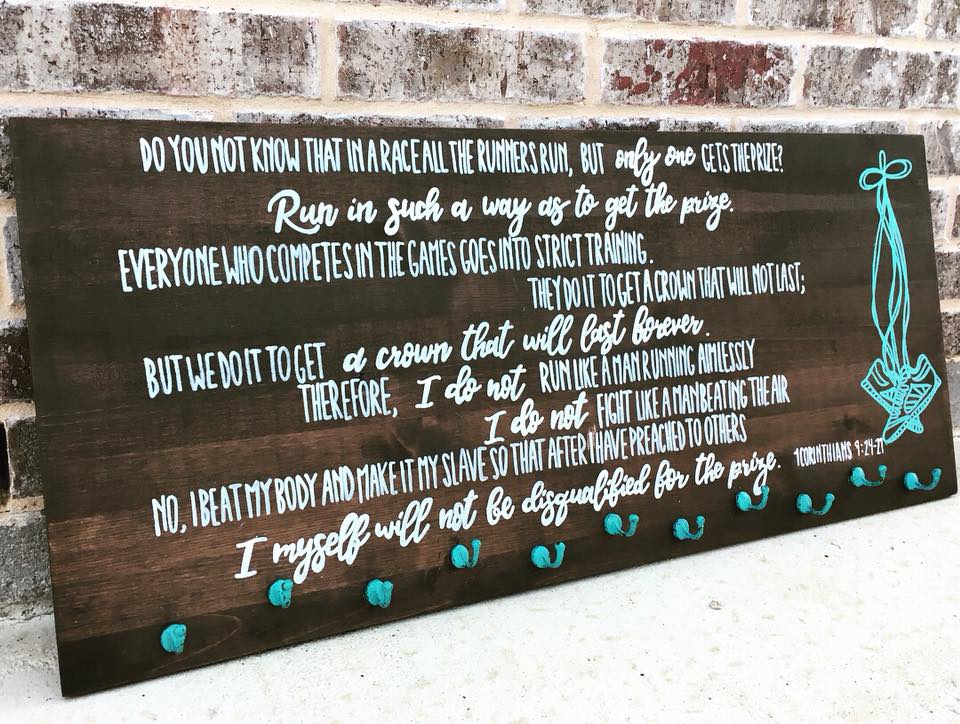 DO YOU NOT KNOW THAT IN A RACE ALL THE RUNNERS RUN, BUT only one GETS THE PRIZE?
Run in such a way as to get the prize.
EVERYONE WHO COMPETES IN THE GAMES GOES INTO STRICT TRAINING.
THEY DO IT TO GET A CROWN THAT WILL NOT LAST;
BUT WE DO IT TO GET a crown that will last forever.
THEREFORE, I do not RUN LIKE A MAN RUNNING AIMLESSLY
I do not FIGHT LIKE A MAN BEATING THE AIR
NO, I BEAT MY BODY AND MAKE IT MY SLAVE SO THAT AFTER I HAVE PREACHED TO OTHERS
I myself will not be disqualified for the prize.
1 CORINTHIANS 9:24-27